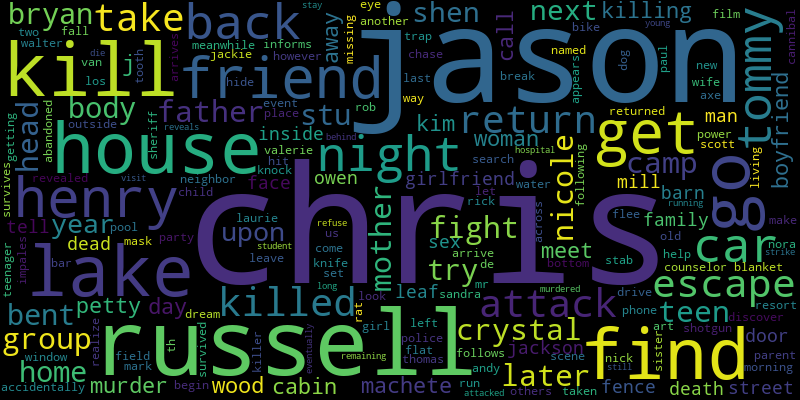 bryan take back eye stay
another shen next killing film
two fall away missing call bike tommy
walter meanwhile informs trap jason
jackie however chase
kill die van j tooth arrives friend last break way
los hide rob named appears dog paul young new wife axe cannibal
head getting abandoned body father event place stu return man boyfriend
outside sheriff reveals inside kim woman get power scott
house night behind valerie hit search hospital returned living
survives revealed visit neighbor knock owen girlfriend water following camp go
henry child face mother let rick nicole mill barn
tell year pool laurie us chris across flee family running
teenager impales dead mask party upon refuse student come fight meet car old help nora make strike
lake bar leave knife set sex try arrive de stab counselor blanket escape
dream long killed leaf sandra mr attack bottom drive phone resort
bent petty day rat look girl murdered teen art shotgun discover
group realize russell th survived killer left police crystal find sister door
window field mark eventually remaining flat thomas follows jackson scene nick still parent morning
home accidentally murder begin wood cabin machete andy run attacked later others taken fence death street